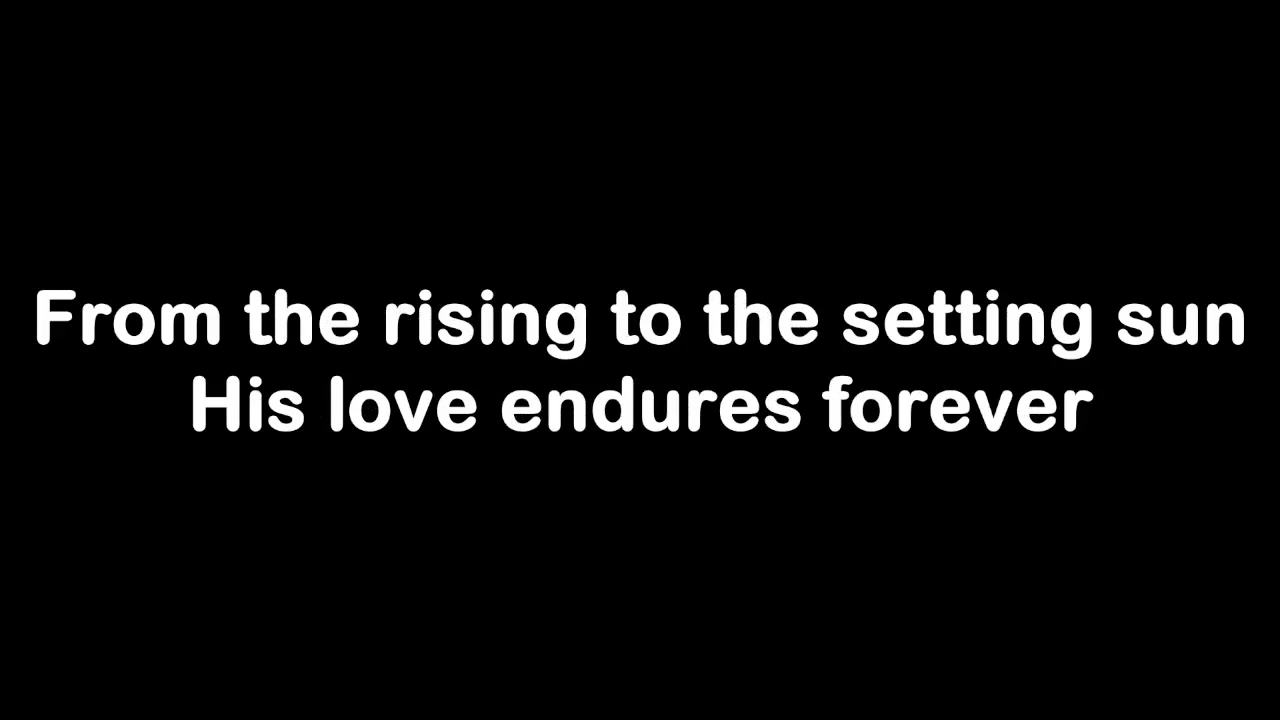 From the rising to the setting sun
His love endures forever